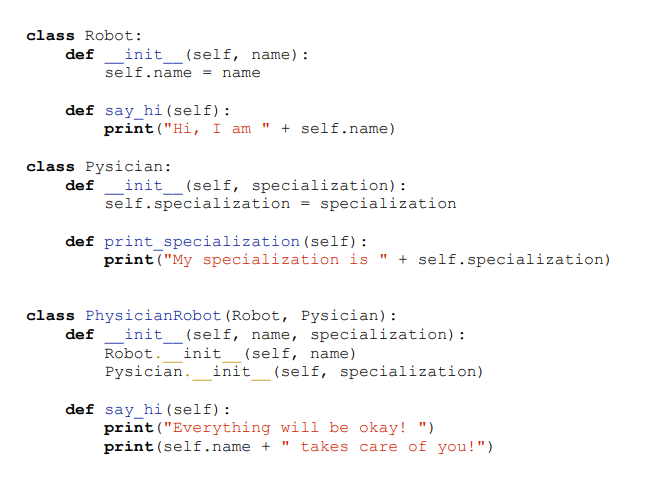 class Robot:
    def __init__(self, name):
        self.name = name

    def say_hi(self):
        print("Hi, I am " + self.name)

class Pysician:
    def __init__(self, specialization):
        self.specialization = specialization

    def print_specialization(self):
        print("My specialization is " + self.specialization)


class PhysicianRobot(Robot, Pysician):
    def __init__(self, name, specialization):
        Robot.__init__(self, name)
        Pysician.__init__(self, specialization)

    def say_hi(self):
        print("Everything will be okay! ")
        print(self.name + " takes care of you!")